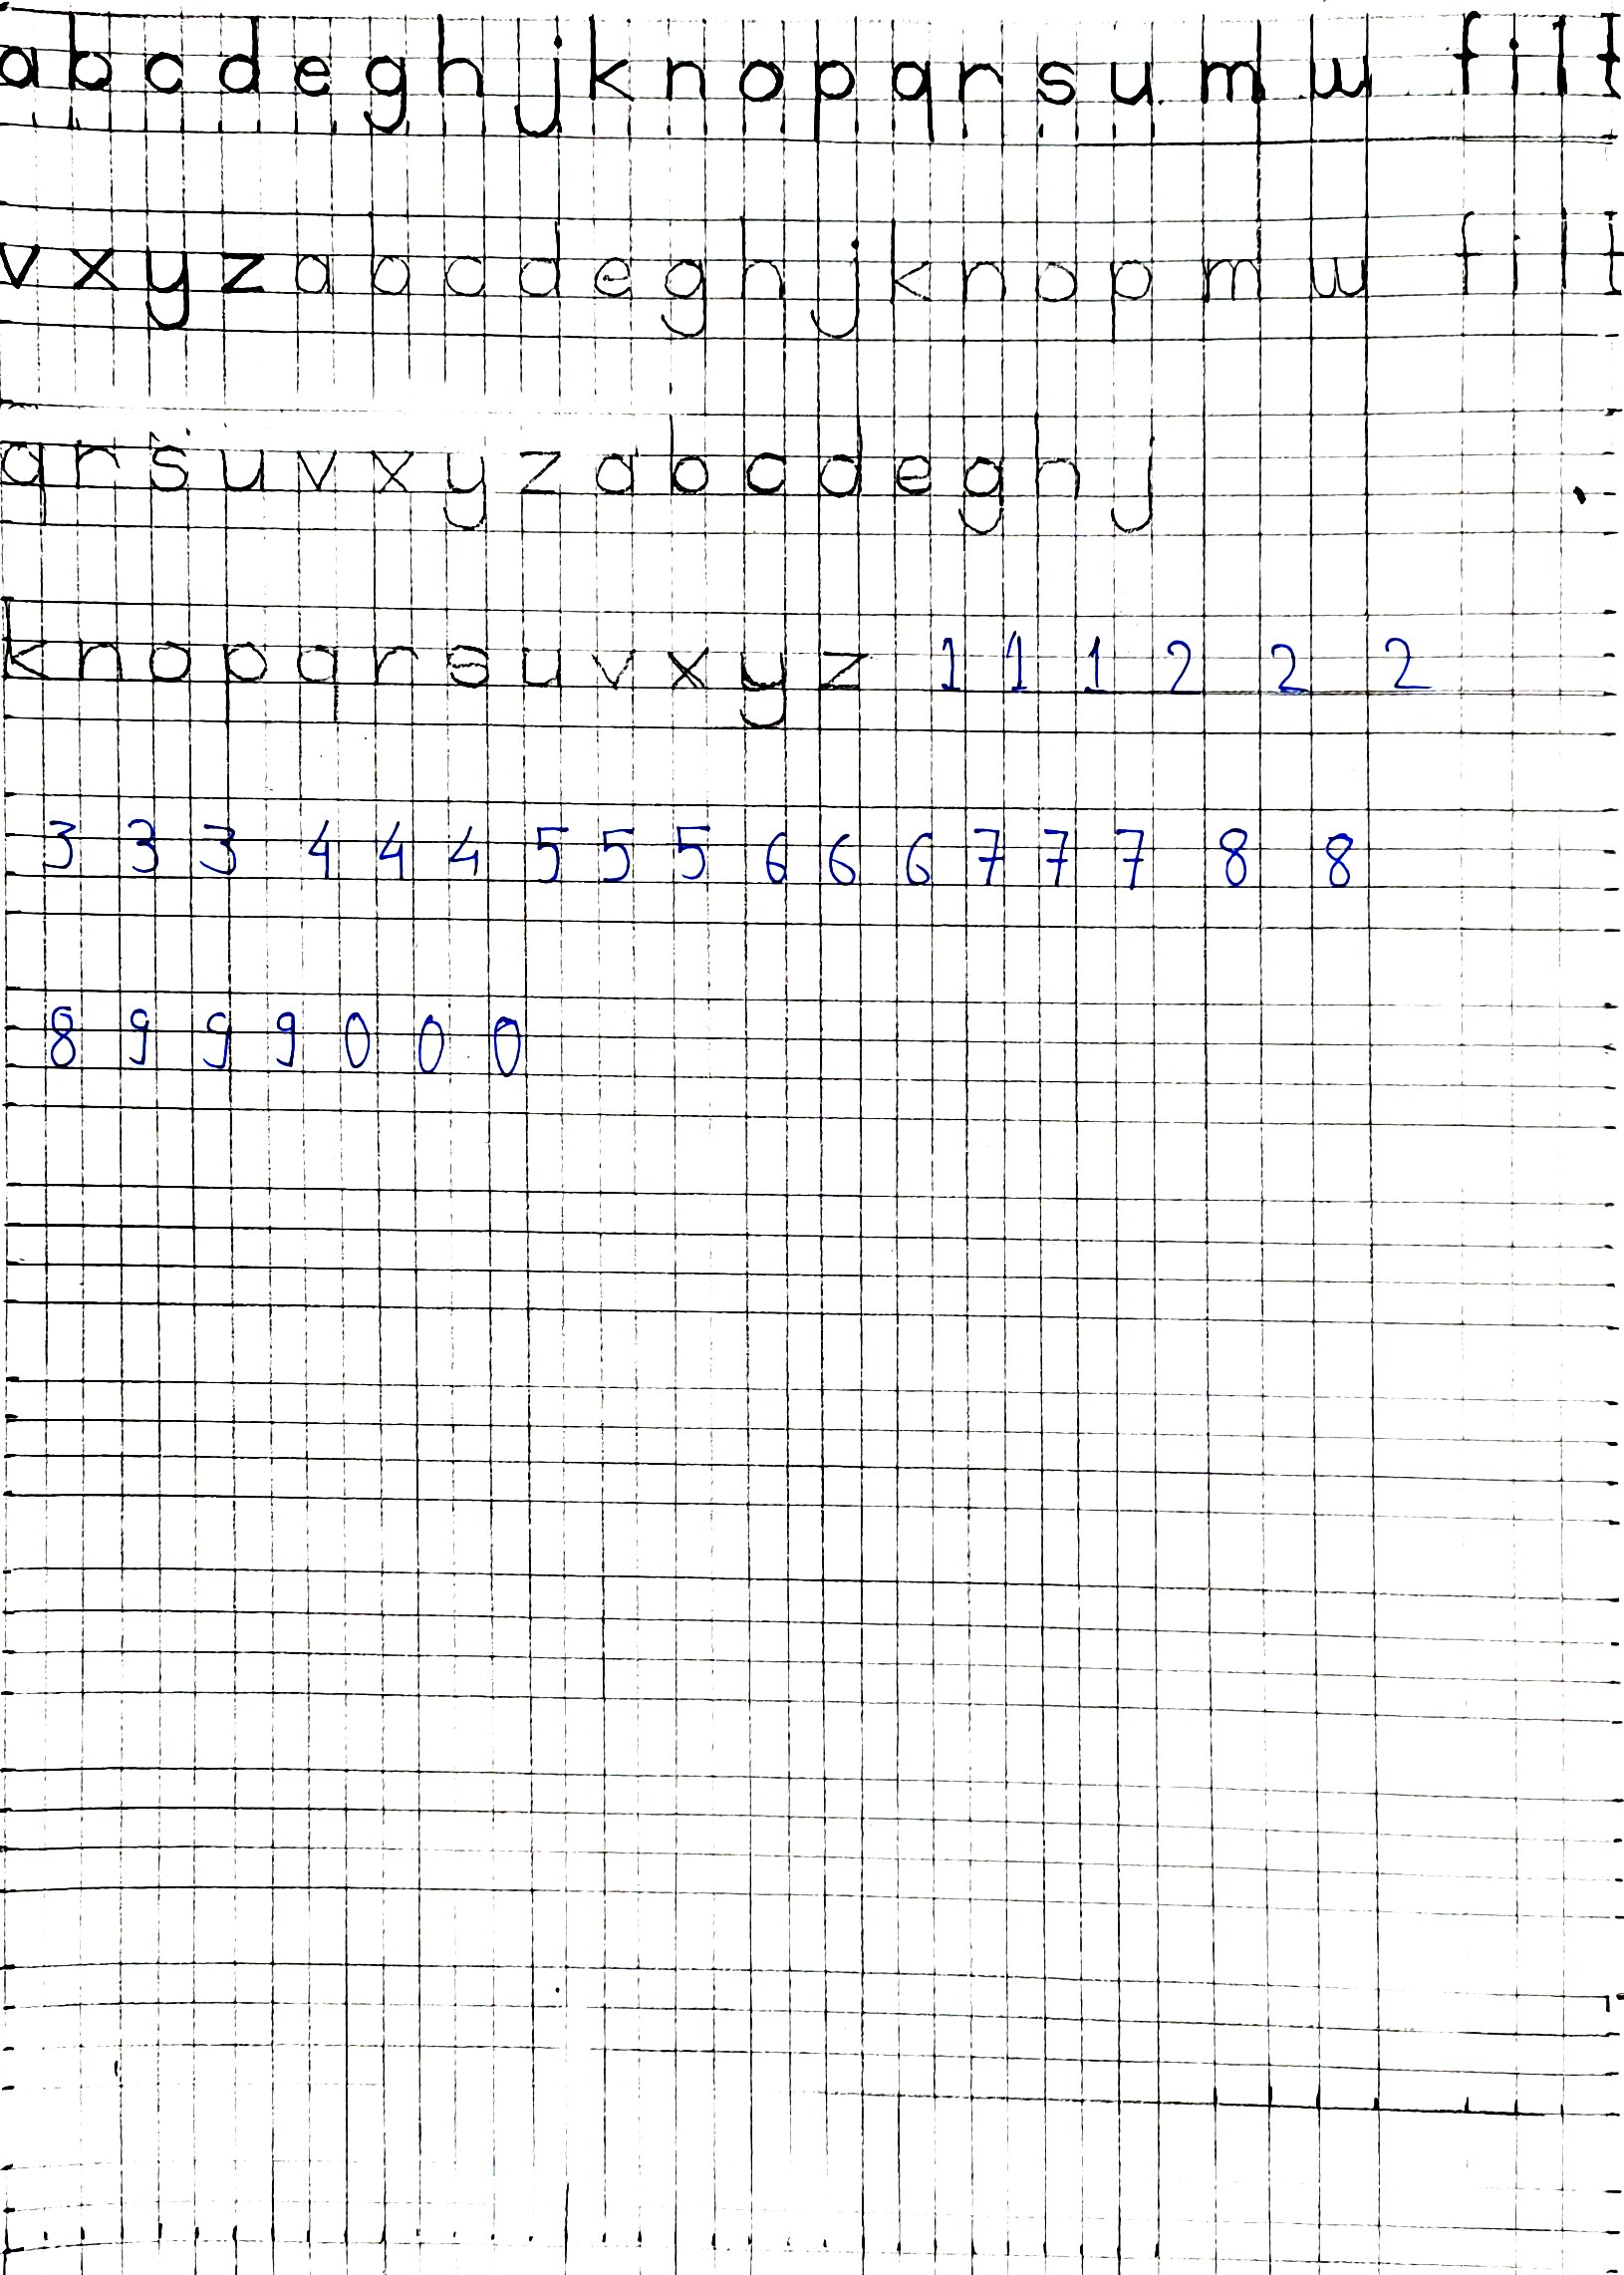 a b c d e g h j k n o p q r s u m w f i l t
v x y z a b c d e g h j k n o p m w f i l t
q r s u v x y z a b c d e g h j
k n o p q r s u v x y z 1 1 1 2 2 2
3 3 3 4 4 4 5 5 5 6 6 6 7 7 7 8 8
8 9 9 9 0 0 0